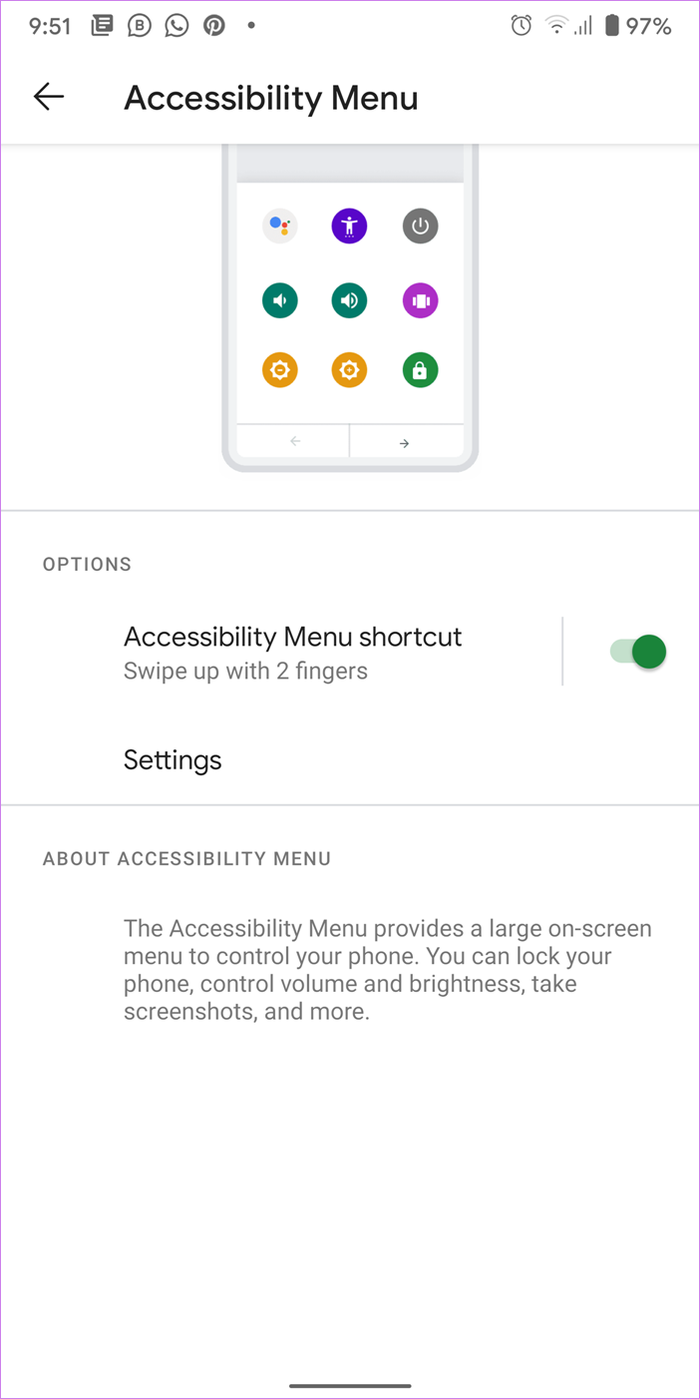 9:51 97%
Accessibility Menu
OPTIONS
Accessibility Menu shortcut
Swipe up with 2 fingers
Settings
ABOUT ACCESSIBILITY MENU
The Accessibility Menu provides a large on-screen
menu to control your phone. You can lock your
phone, control volume and brightness, take
screenshots, and more.